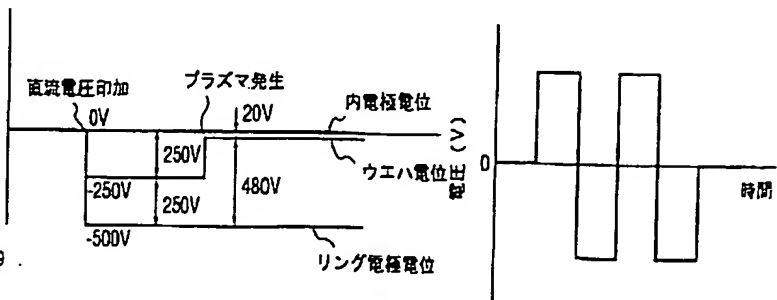 直流電圧印加
プラズマ発生
0V
20V
内電極電位
250V
ウエハ電位
-250V
250V
480V
-500V
リング電極電位
9.
出
(V)
0
時間